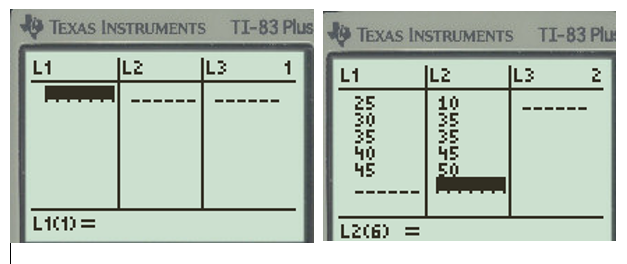 TEXAS INSTRUMENTS TI-83 Plus
L1 L2 L3 1
------ ------
L1(1) =
TEXAS INSTRUMENTS TI-83 Plu
L1 L2 L3 2
25 10 ------
30 35
35 35
40 45
45 50
------
L2(6) =